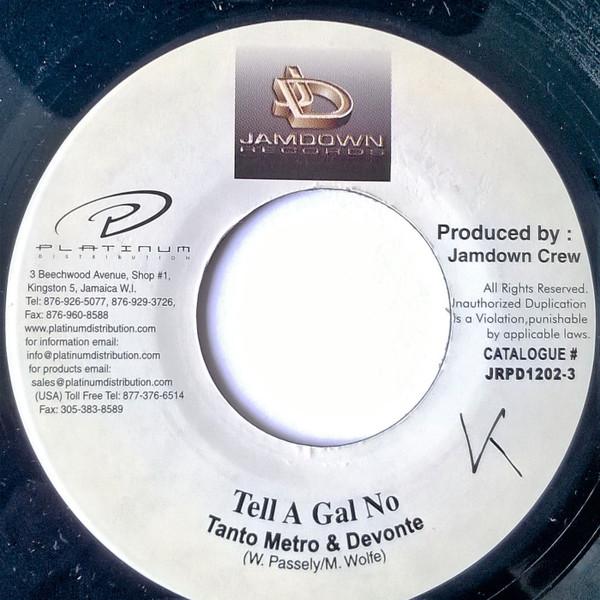 JAMDOWN
RECORDS
PLATINUM
DISTRIBUTION
3 Beechwood Avenue, Shop #1,
Kingston 5, Jamaica W.I.
Tel: 876-926-5077, 876-929-3726,
Fax: 876-960-8588
www.platinumdistribution.com
for information email:
info@platinumdistribution.com
for products email:
sales@platinumdistribution.com
(USA) Toll Free Tel: 877-376-6514
Fax: 305-383-8589
Produced by :
Jamdown Crew
All Rights Reserved.
Unauthorized Duplication
Is a Violation,punishable
by applicable laws.
CATALOGUE #
JRPD1202-3
K
Tell A Gal No
Tanto Metro & Devonte
(W. Passely/M. Wolfe)